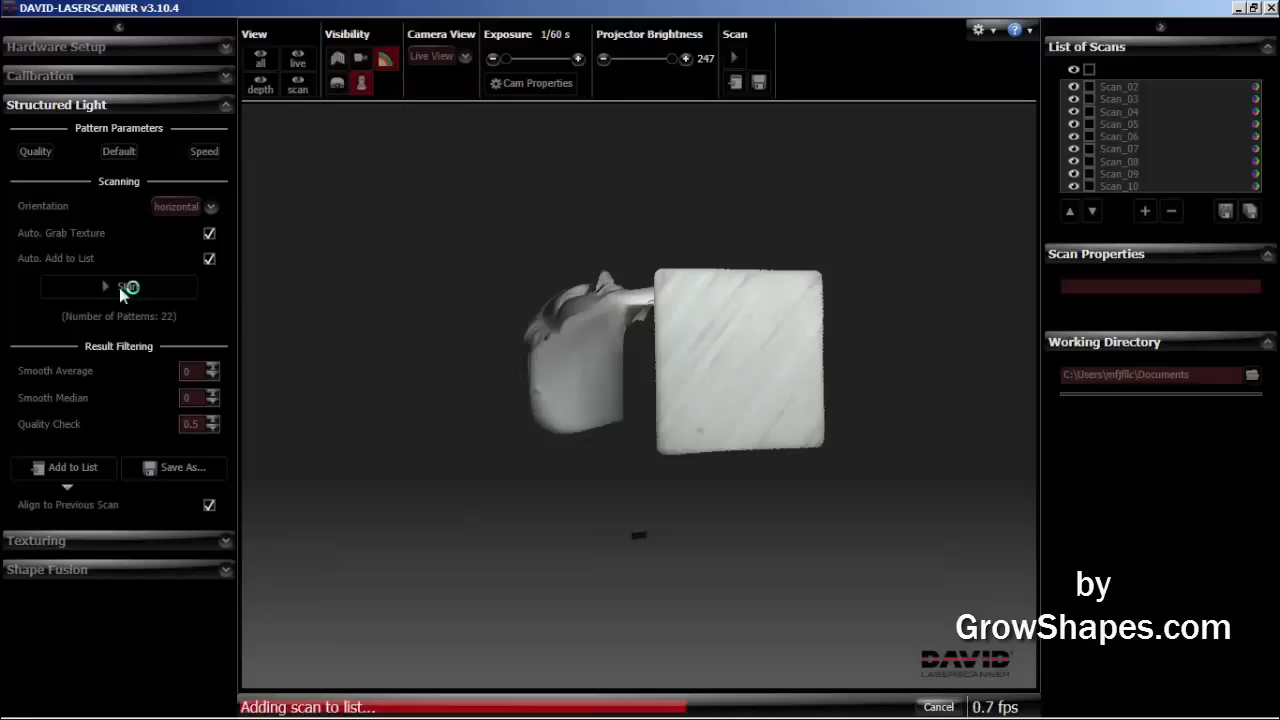 DAVID-LASERSCANNER v3.10.4
Hardware Setup
Calibration
Structured Light
Pattern Parameters
Quality Default Speed
Scanning
Orientation horizontal
Auto. Grab Texture
Auto. Add to List
Start
(Number of Patterns: 22)
Result Filtering
Smooth Average 0
Smooth Median 0
Quality Check 0.5
Add to List Save As...
Align to Previous Scan
Texturing
Shape Fusion
View Visibility Camera View Exposure 1/60 s Projector Brightness Scan
all live Live View 247
depth scan Cam Properties
List of Scans
Scan_02
Scan_03
Scan_04
Scan_05
Scan_06
Scan_07
Scan_08
Scan_09
Scan_10
Scan Properties
Working Directory
C:\Users\mfjfllc\Documents
by
GrowShapes.com
DAVID
LASERSCANNER
Adding scan to list... Cancel 0.7 fps